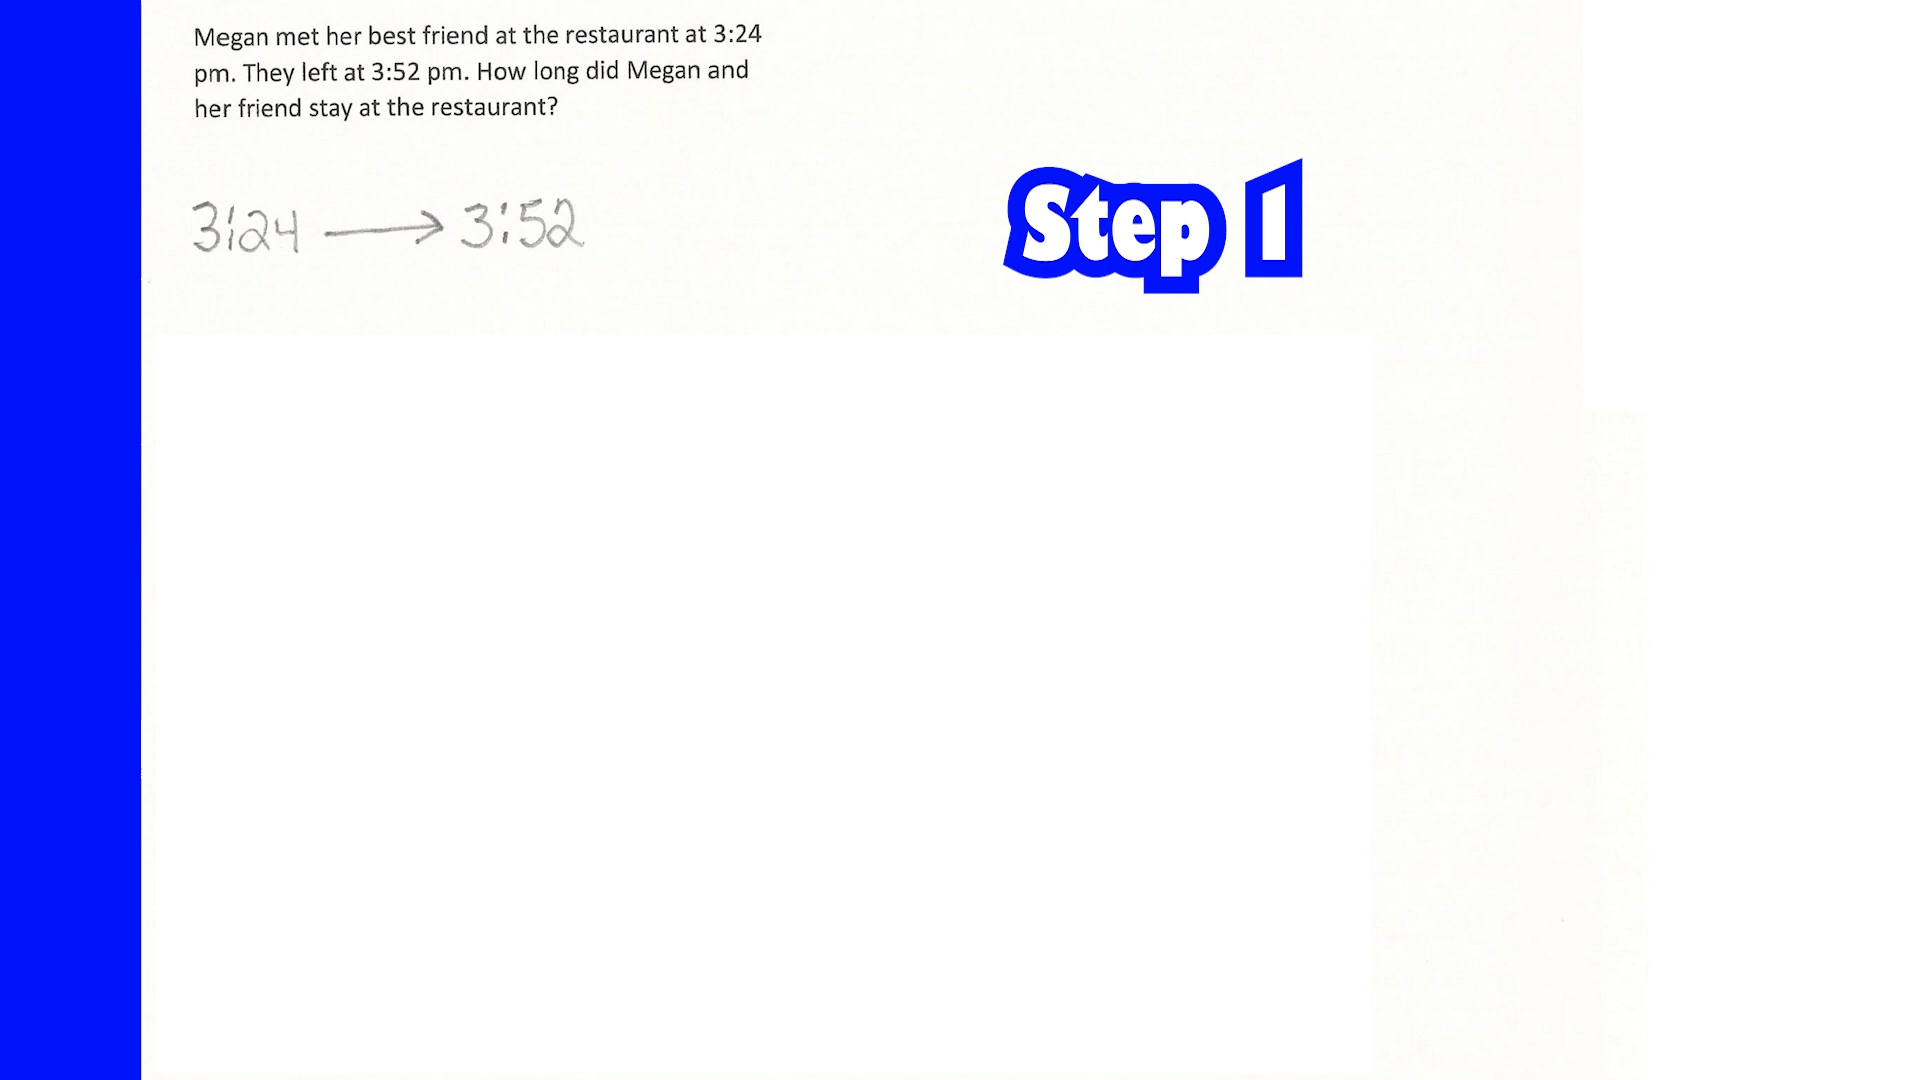 Megan met her best friend at the restaurant at 3:24
pm. They left at 3:52 pm. How long did Megan and
her friend stay at the restaurant?
3:24 → 3:52
Step 1